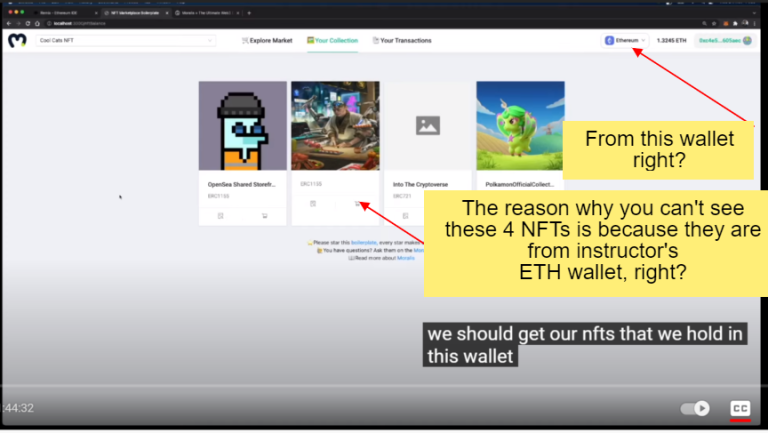 NFT Marketplace Boilerplate
localhost
Cool Cats NFT
Explore Market
Your Collection
Your Transactions
Ethereum
1.3245 ETH
OpenSea Shared Storefr...
ERC1155
ERC1155
Into The Cryptoverse
ERC721
PolkamonOfficialCollect...
From this wallet
right?
The reason why you can't see
these 4 NFTs is because they are
from instructor's
ETH wallet, right?
Please star this boilerplate, every star makes
You have questions? Ask them on the
Read more about Moralis
we should get our nfts that we hold in
this wallet
:44:32
CC